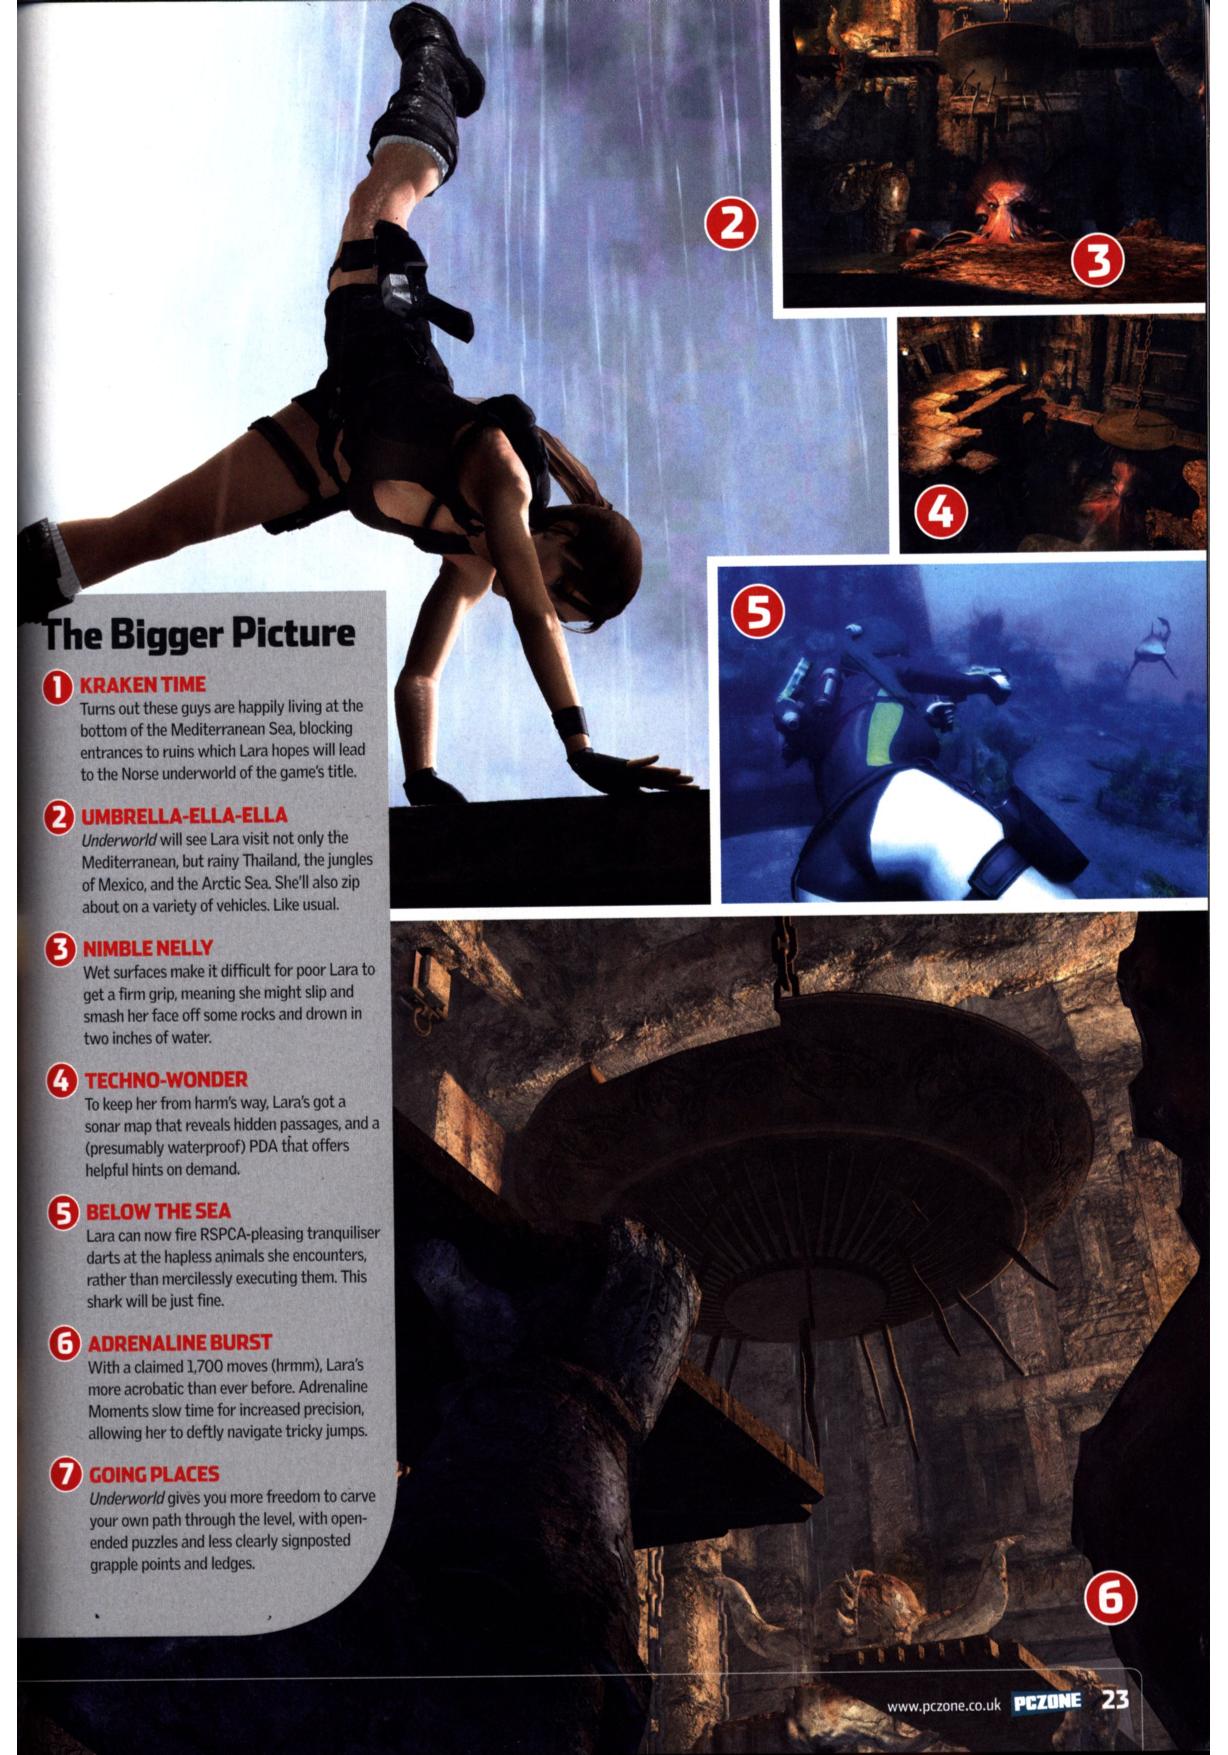 2
3
4
5
The Bigger Picture
1 KRAKEN TIME
Turns out these guys are happily living at the
bottom of the Mediterranean Sea, blocking
entrances to ruins which Lara hopes will lead
to the Norse underworld of the game's title.
2 UMBRELLA-ELLA-ELLA
Underworld will see Lara visit not only the
Mediterranean, but rainy Thailand, the jungles
of Mexico, and the Arctic Sea. She'll also zip
about on a variety of vehicles. Like usual.
3 NIMBLE NELLY
Wet surfaces make it difficult for poor Lara to
get a firm grip, meaning she might slip and
smash her face off some rocks and drown in
two inches of water.
4 TECHNO-WONDER
To keep her from harm's way, Lara's got a
sonar map that reveals hidden passages, and a
(presumably waterproof) PDA that offers
helpful hints on demand.
5 BELOW THE SEA
Lara can now fire RSPCA-pleasing tranquiliser
darts at the hapless animals she encounters,
rather than mercilessly executing them. This
shark will be just fine.
6 ADRENALINE BURST
With a claimed 1,700 moves (hrmm), Lara's
more acrobatic than ever before. Adrenaline
Moments slow time for increased precision,
allowing her to deftly navigate tricky jumps.
7 GOING PLACES
Underworld gives you more freedom to carve
your own path through the level, with open-
ended puzzles and less clearly signposted
grapple points and ledges.
6
www.pczone.co.uk PCZONE 23